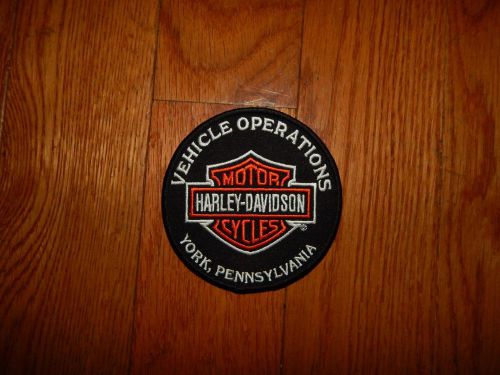 VEHICLE OPERATIONS
MOTOR
HARLEY-DAVIDSON
CYCLES
®
YORK, PENNSYLVANIA